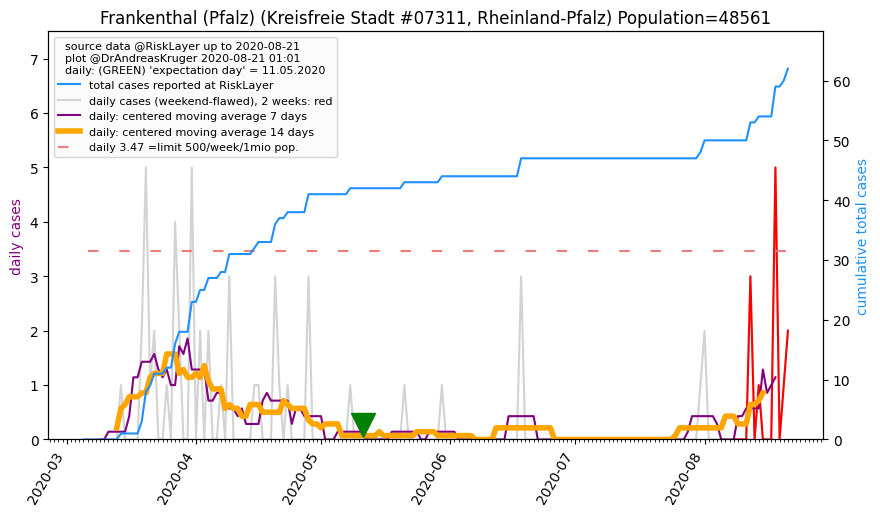 Frankenthal (Pfalz) (Kreisfreie Stadt #07311, Rheinland-Pfalz) Population=48561
source data @RiskLayer up to 2020-08-21
plot @DrAndreasKruger 2020-08-21 01:01
daily: (GREEN) 'expectation day' = 11.05.2020
total cases reported at RiskLayer
daily cases (weekend-flawed), 2 weeks: red
daily: centered moving average 7 days
daily: centered moving average 14 days
daily 3.47 =limit 500/week/1mio pop.
daily cases
7
6
5
4
3
2
1
0
cumulative total cases
60
50
40
30
20
10
0
2020-03
2020-04
2020-05
2020-06
2020-07
2020-08